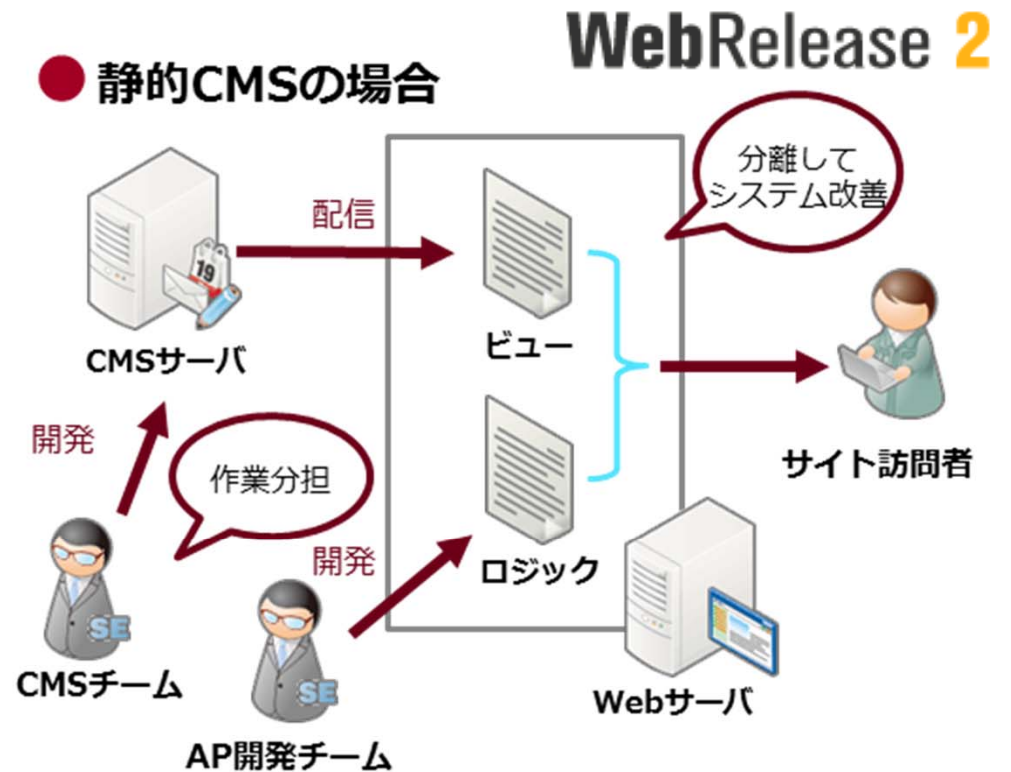 WebRelease 2
静的CMSの場合
分離して
システム改善
配信
19
ビュー
CMSサーバ
開発
作業分担
サイト訪問者
開発
ロジック
SE
CMSチーム
SE
Webサーバ
AP開発チーム